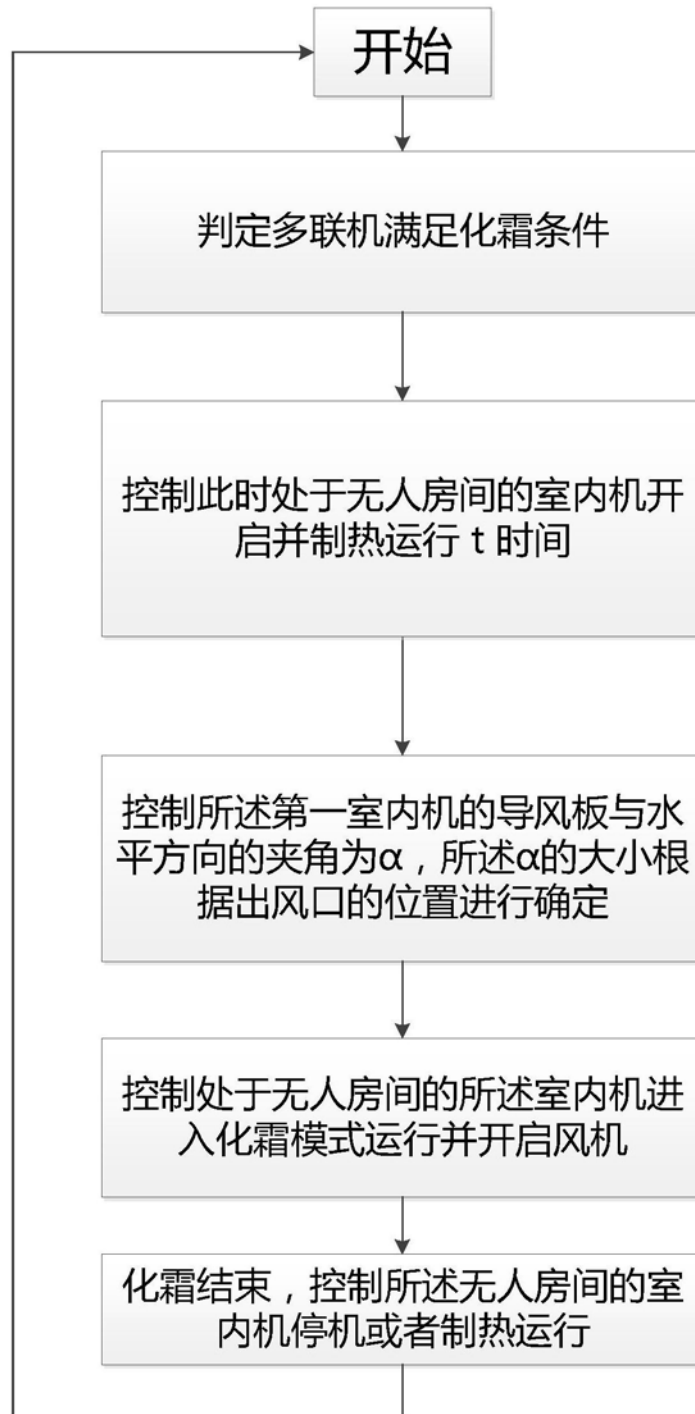 开始
判定多联机满足化霜条件
控制此时处于无人房间的室内机开
启并制热运行 t 时间
控制所述第一室内机的导风板与水
平方向的夹角为α，所述α的大小根
据出风口的位置进行确定
控制处于无人房间的所述室内机进
入化霜模式运行并开启风机
化霜结束，控制所述无人房间的室
内机停机或者制热运行